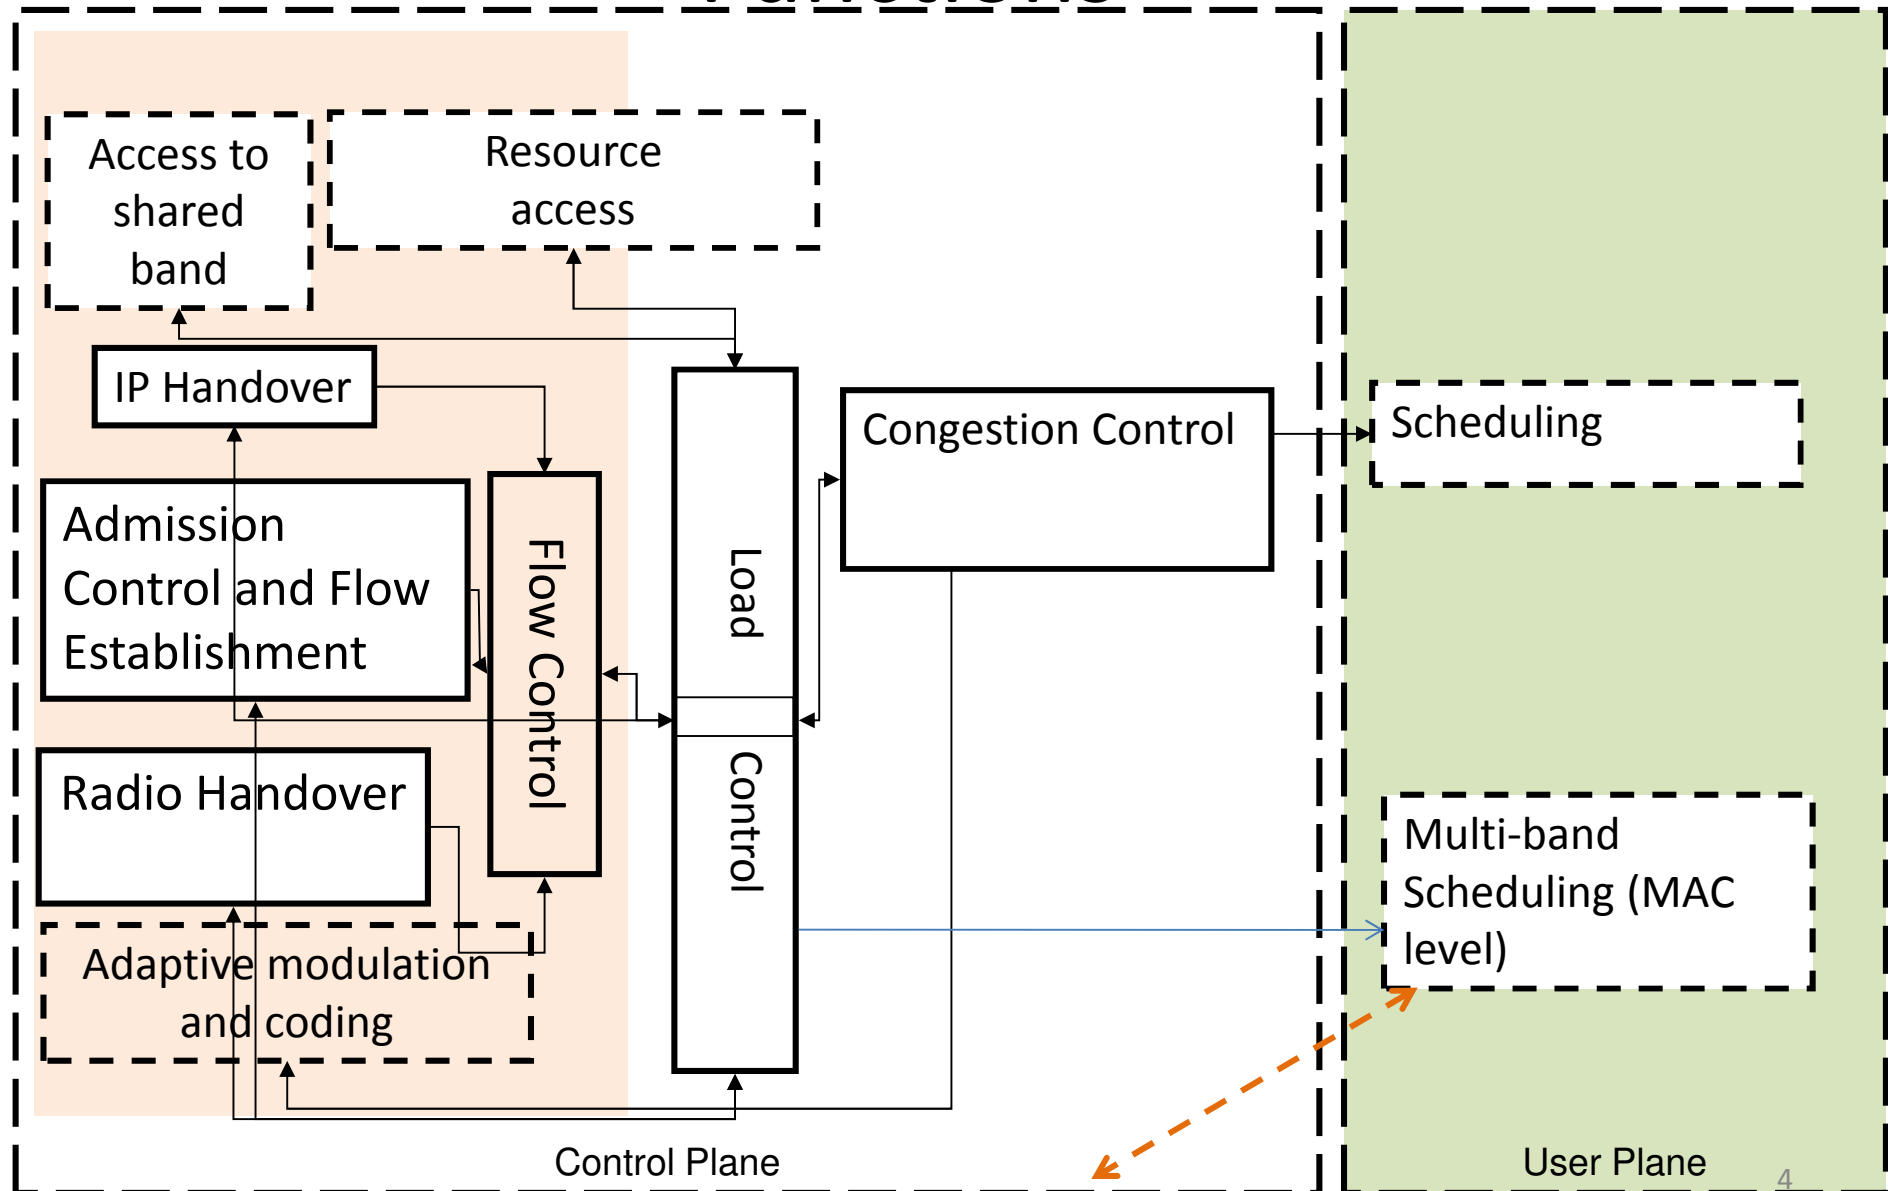 Functions
Access to
shared
band
Resource
access
IP Handover
Congestion Control
Scheduling
Admission
Control and Flow
Establishment
Flow Control
Load
Control
Radio Handover
Multi-band
Scheduling (MAC
level)
Adaptive modulation
and coding
Control Plane
User Plane
4